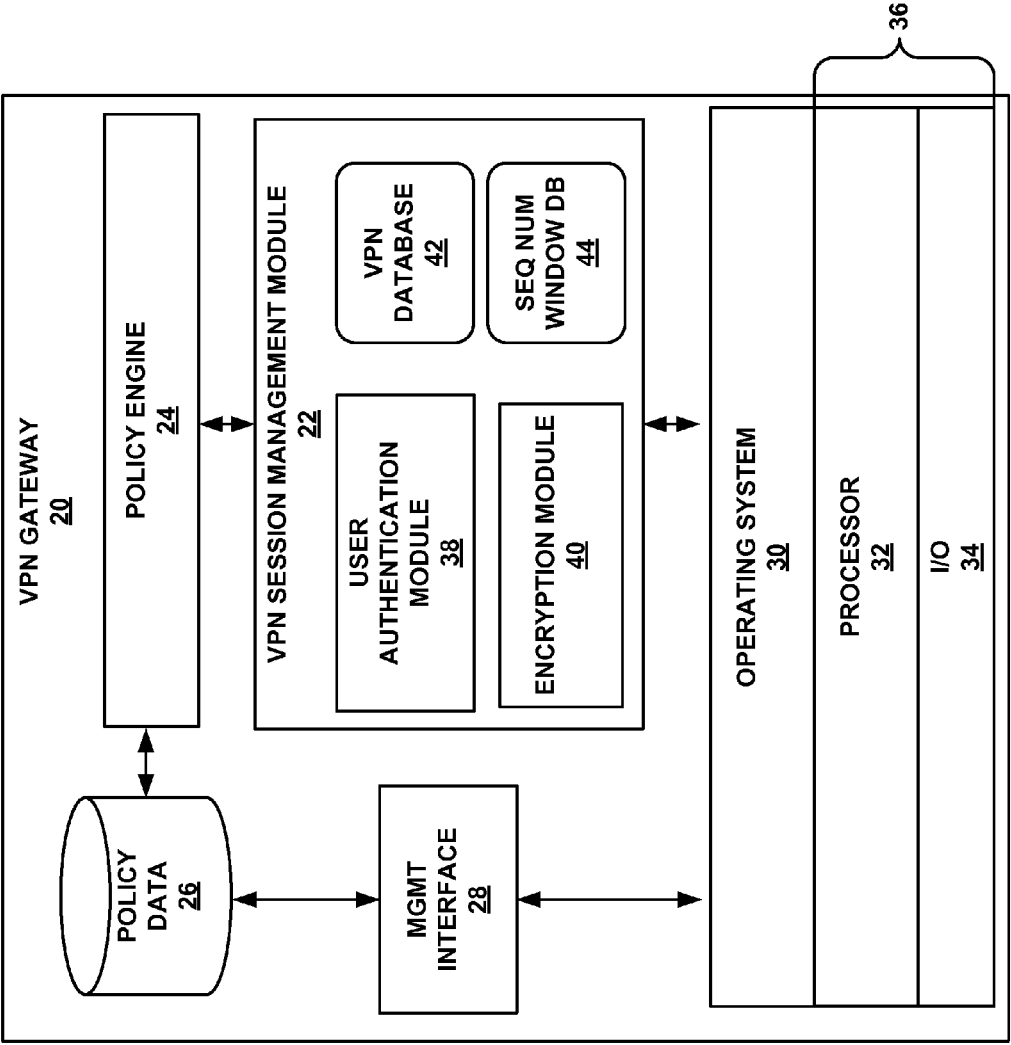 VPN GATEWAY
20
POLICY DATA
26
POLICY ENGINE
24
MGMT
INTERFACE
28
VPN SESSION MANAGEMENT MODULE
22
USER
AUTHENTICATION
MODULE
38
VPN
DATABASE
42
ENCRYPTION MODULE
40
SEQ NUM
WINDOW DB
44
OPERATING SYSTEM
30
PROCESSOR
32
I/O
34
36